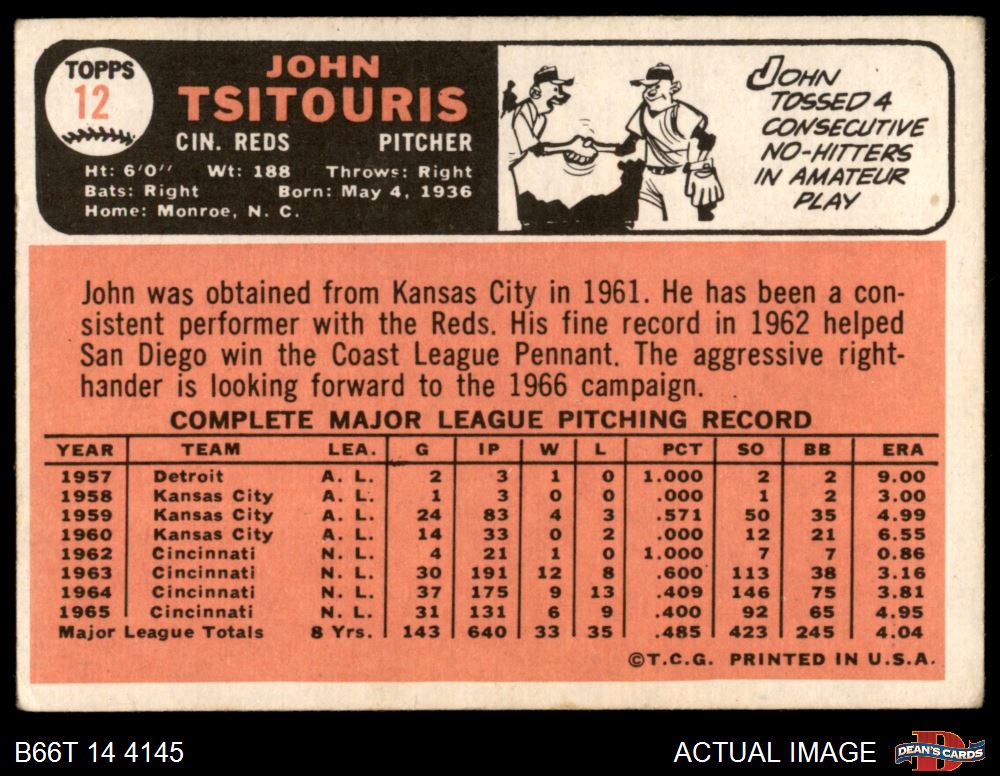 TOPPS
12
JOHN
TSITOURIS
CIN. REDS PITCHER
Ht: 6'0" Wt: 188 Throws: Right
Bats: Right Born: May 4, 1936
Home: Monroe, N. C.
JOHN
TOSSED 4
CONSECUTIVE
NO-HITTERS
IN AMATEUR
PLAY
John was obtained from Kansas City in 1961. He has been a con-
sistent performer with the Reds. His fine record in 1962 helped
San Diego win the Coast League Pennant. The aggressive right-
hander is looking forward to the 1966 campaign.
COMPLETE MAJOR LEAGUE PITCHING RECORD
YEAR TEAM LEA. G IP W L PCT SO BB ERA
1957 Detroit A. L. 2 3 1 0 1.000 2 2 9.00
1958 Kansas City A. L. 1 3 0 0 .000 1 2 3.00
1959 Kansas City A. L. 24 83 4 3 .571 50 35 4.99
1960 Kansas City A. L. 14 33 0 2 .000 12 21 6.55
1962 Cincinnati N. L. 4 21 1 0 1.000 7 7 0.86
1963 Cincinnati N. L. 30 191 12 8 .600 113 38 3.16
1964 Cincinnati N. L. 37 175 9 13 .409 146 75 3.81
1965 Cincinnati N. L. 31 131 6 9 .400 92 65 4.95
Major League Totals 8 Yrs. 143 640 33 35 .485 423 245 4.04
©T.C.G. PRINTED IN U.S.A.
B66T 14 4145 ACTUAL IMAGE DEAN'S CARDS